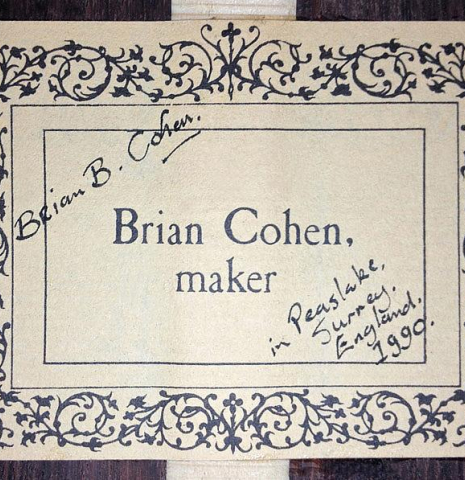 Brian B. Cohen.
Brian Cohen,
maker
in Peaslake,
Surrey.
England.
1990.